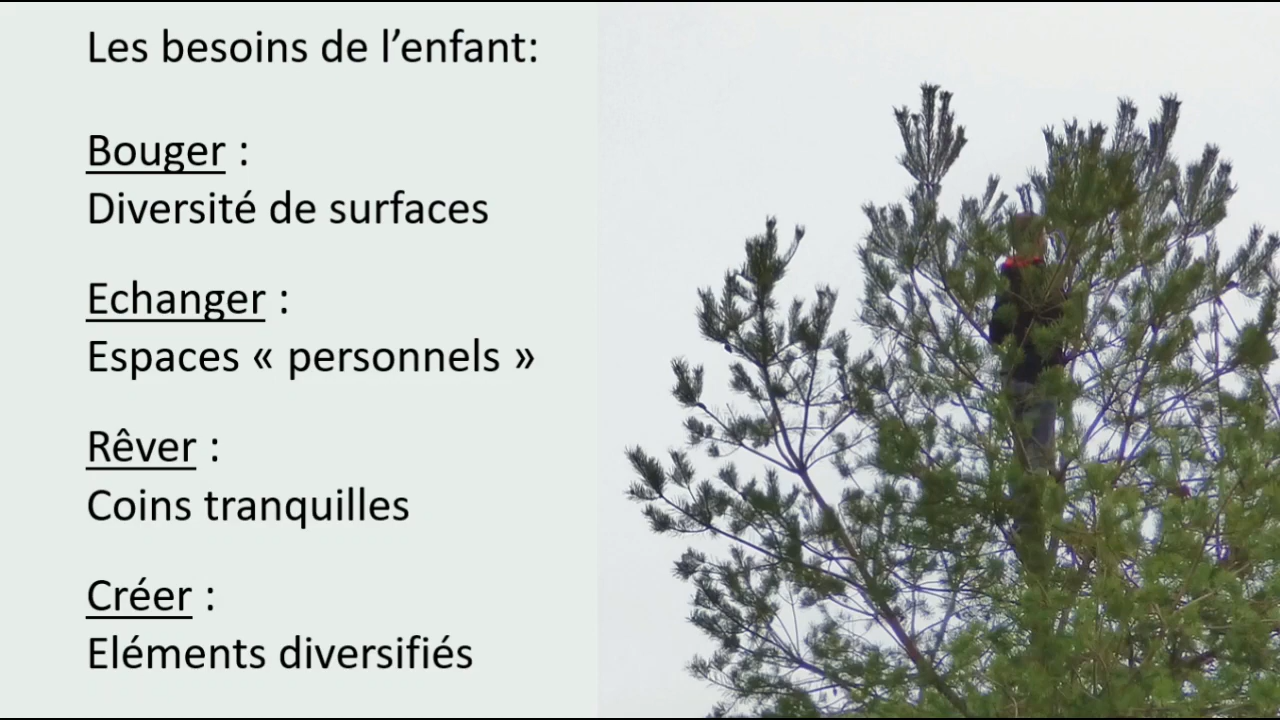 Les besoins de l’enfant:
Bouger :
Diversité de surfaces
Echanger :
Espaces « personnels »
Rêver :
Coins tranquilles
Créer :
Eléments diversifiés